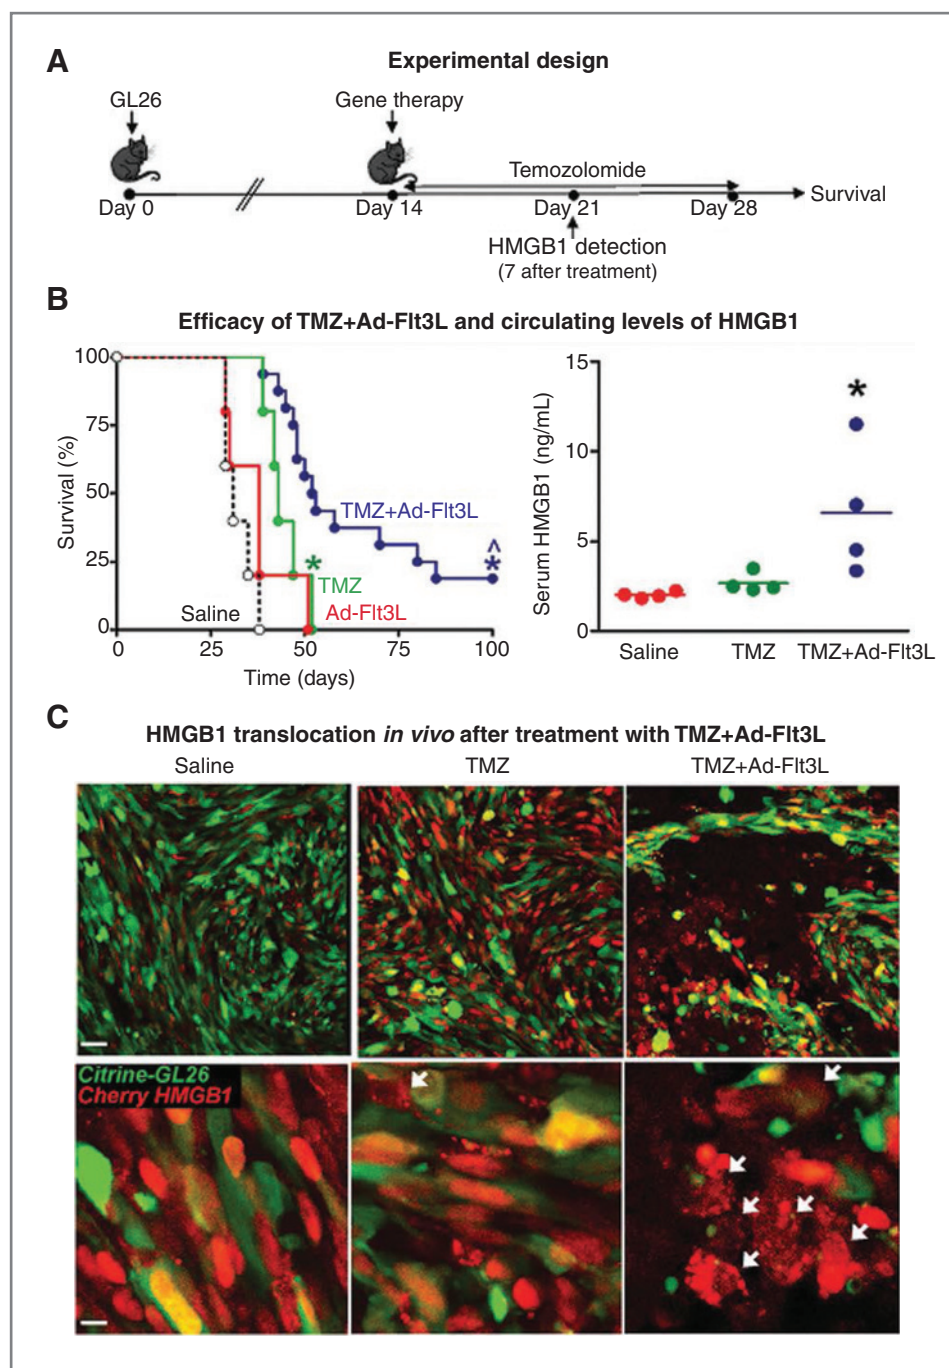 A
Experimental design
GL26
Gene therapy
Temozolomide
Survival
Day 0
Day 14
Day 21
Day 28
HMGB1 detection
(7 after treatment)
B
Efficacy of TMZ+Ad-Flt3L and circulating levels of HMGB1
100
75
50
25
0
Survival (%)
TMZ+Ad-Flt3L
^
*
*
TMZ
Ad-Flt3L
Saline
0
25
50
75
100
Time (days)
15
10
5
0
Serum HMGB1 (ng/mL)
*
Saline
TMZ
TMZ+Ad-Flt3L
C
HMGB1 translocation in vivo after treatment with TMZ+Ad-Flt3L
Saline
TMZ
TMZ+Ad-Flt3L
Citrine-GL26
Cherry HMGB1